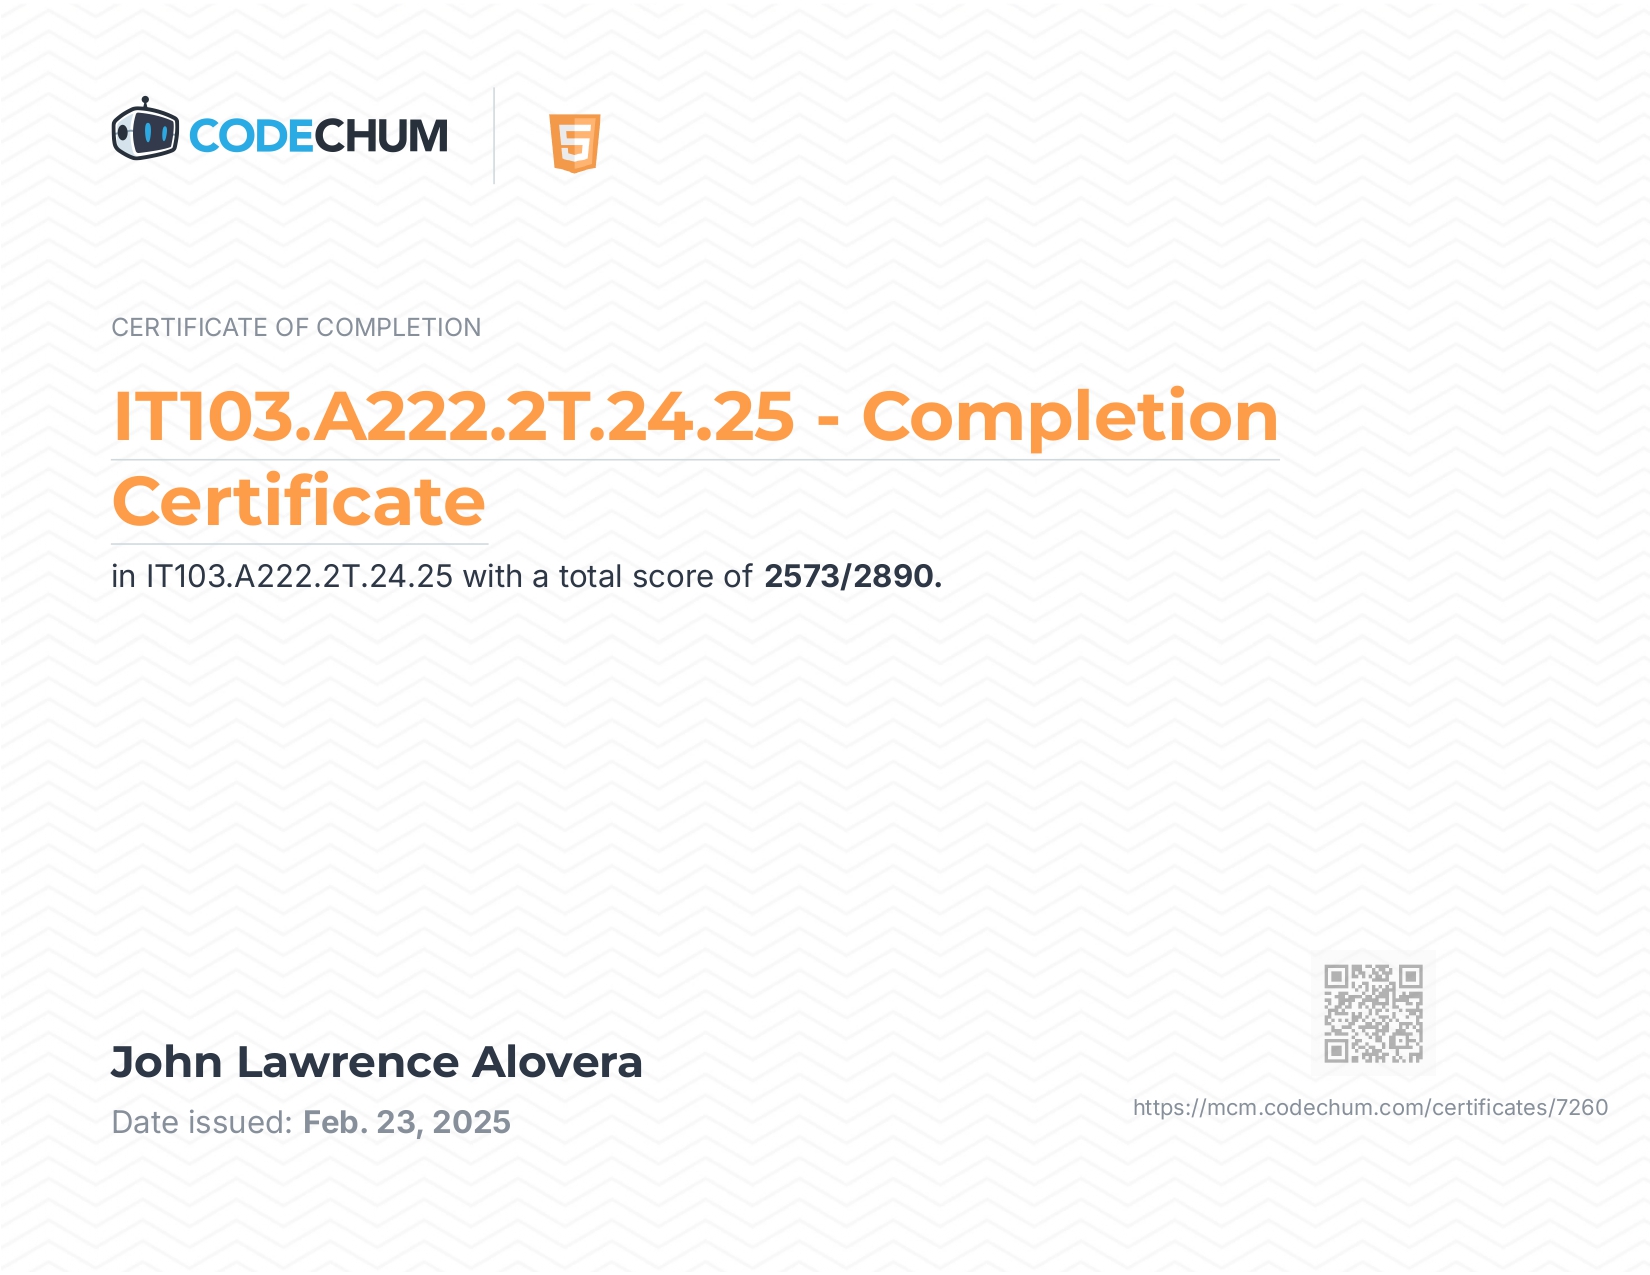 CODECHUM
5
CERTIFICATE OF COMPLETION
IT103.A222.2T.24.25 - Completion
Certificate
in IT103.A222.2T.24.25 with a total score of 2573/2890.
John Lawrence Alovera
Date issued: Feb. 23, 2025
https://mcm.codechum.com/certificates/7260